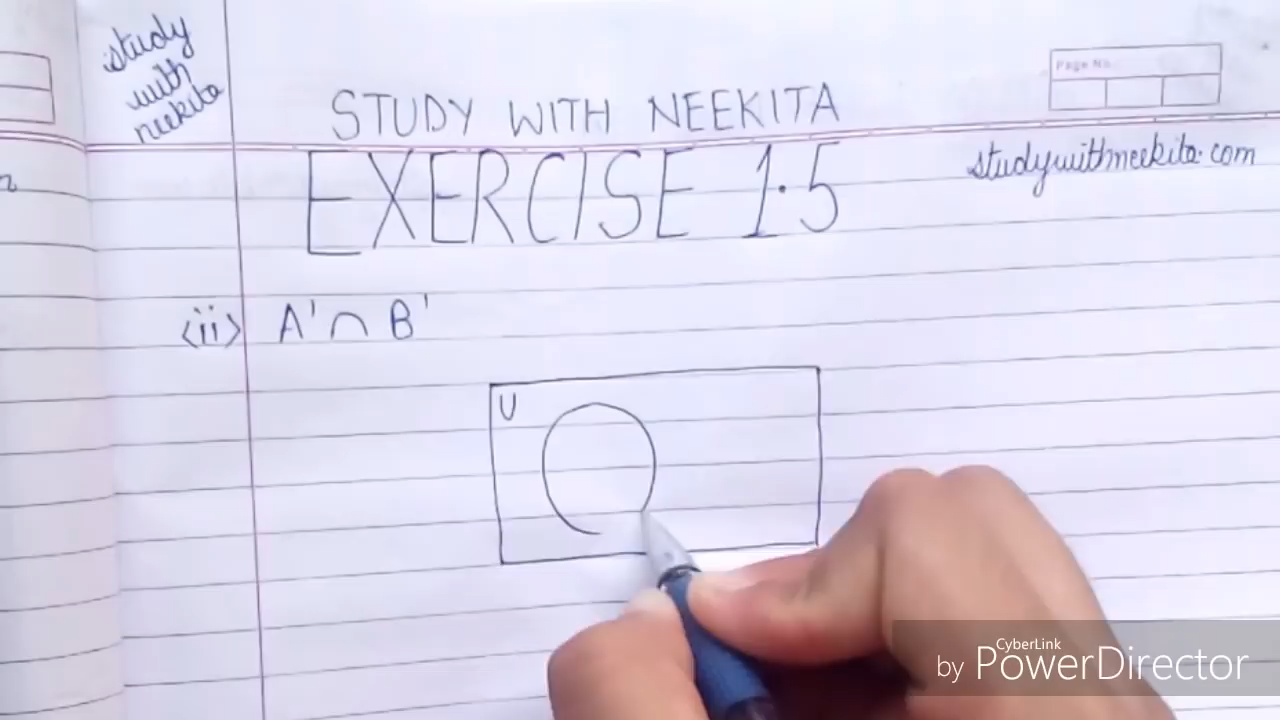 study
with
neekita
Page No.
STUDY WITH NEEKITA
studywithneekita.com
EXERCISE 1.5
(ii) A' ∩ B'
U
CyberLink
by PowerDirector